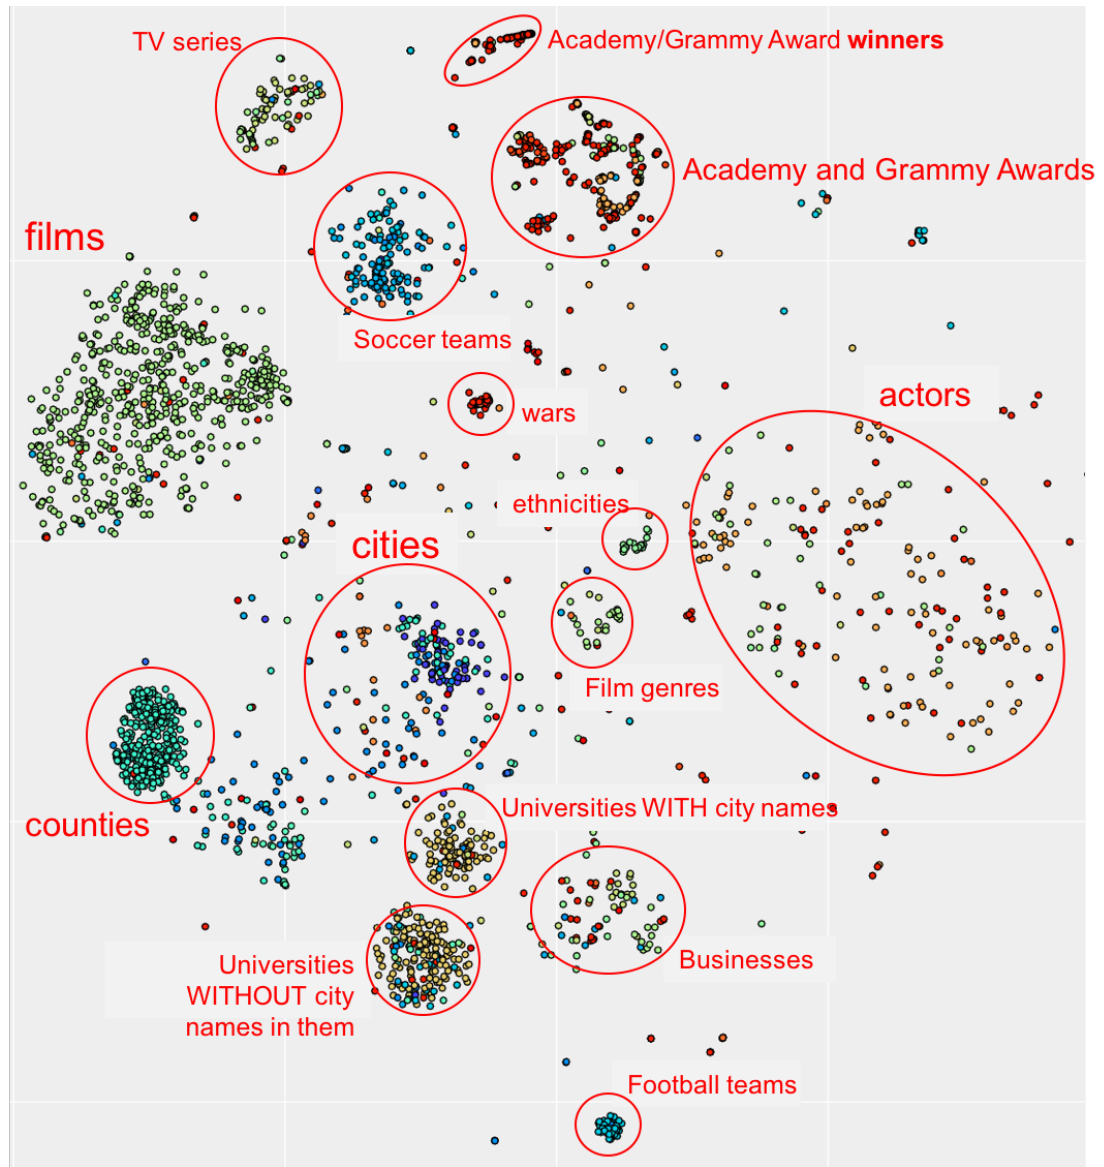 TV series
Academy/Grammy Award winners
Academy and Grammy Awards
films
Soccer teams
actors
wars
ethnicities
cities
Film genres
Universities WITH city names
counties
Businesses
Universities
WITHOUT city
names in them
Football teams